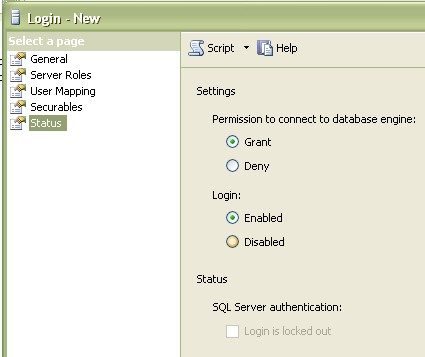 Login - New
Select a page
General
Server Roles
User Mapping
Securables
Status
Script Help
Settings
Permission to connect to database engine:
Grant
Deny
Login:
Enabled
Disabled
Status
SQL Server authentication:
Login is locked out